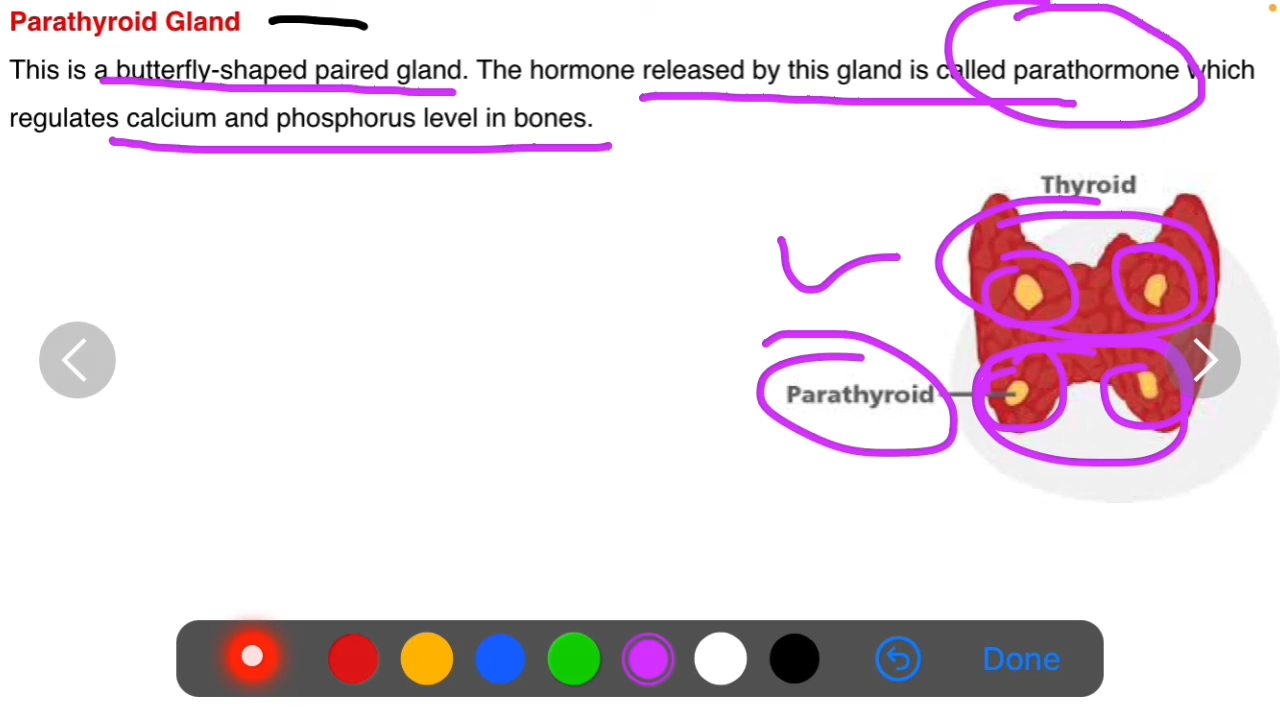 Parathyroid Gland
This is a butterfly-shaped paired gland. The hormone released by this gland is called parathormone which
regulates calcium and phosphorus level in bones.
Thyroid
Parathyroid
Done